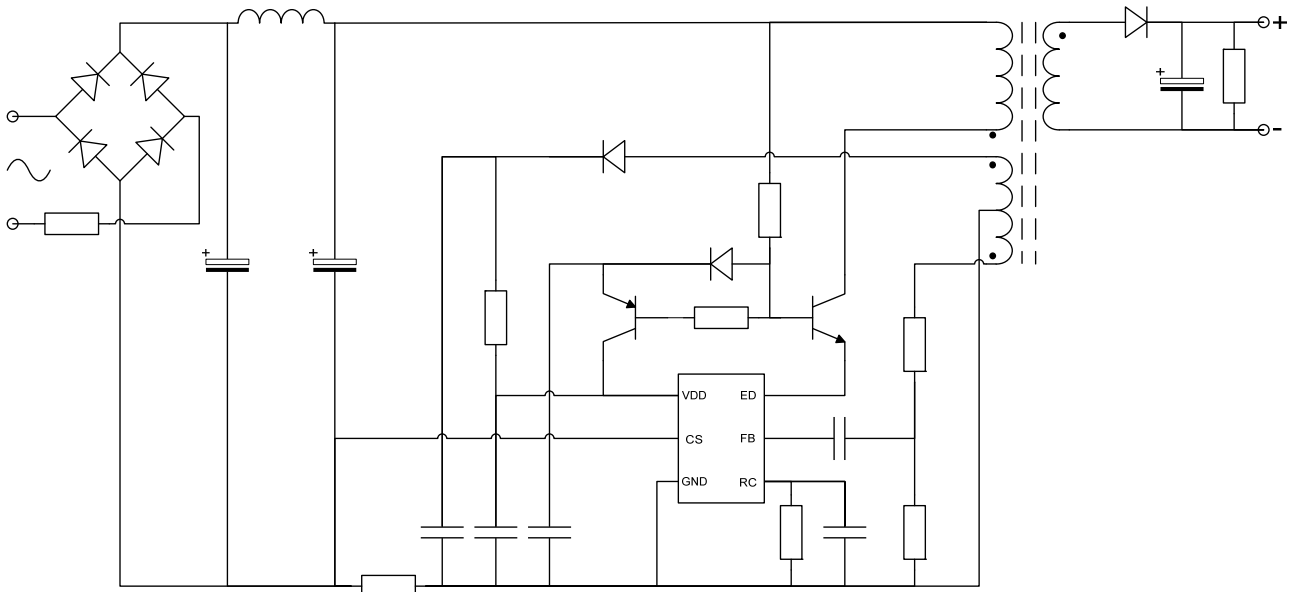 +
-
+
+
+
VDD ED
CS FB
GND RC